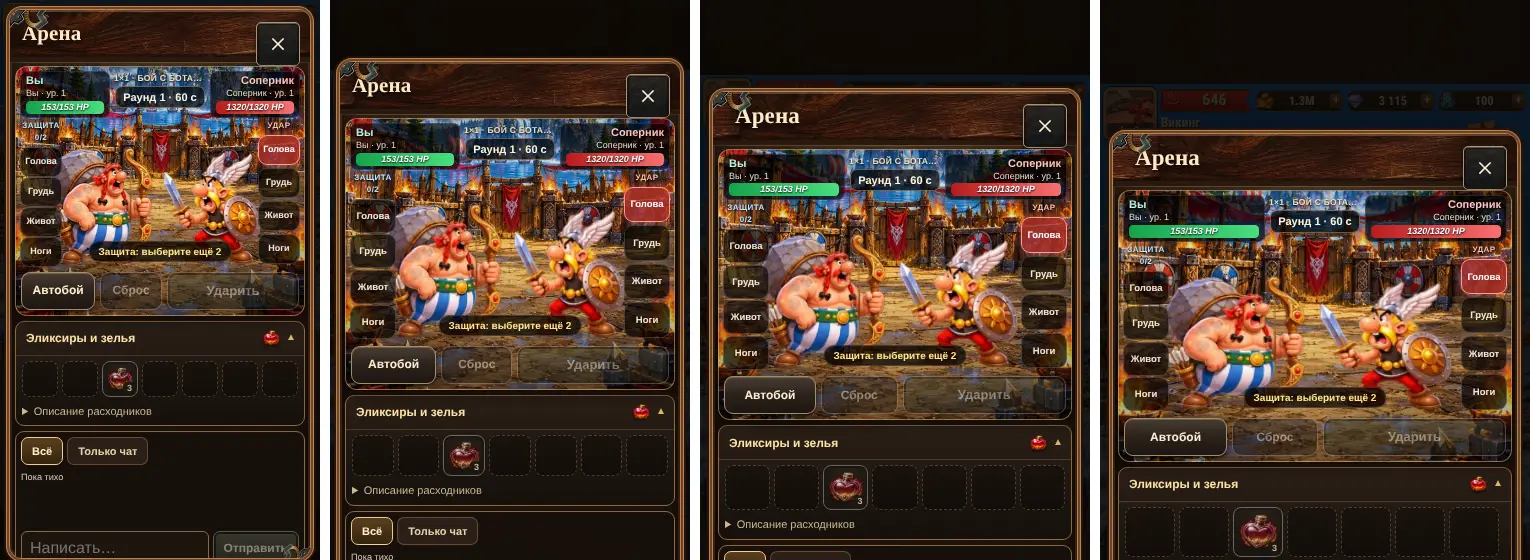 Арена
Вы
1×1 · БОЙ С БОТА…
Соперник
Вы · ур. 1
Раунд 1 · 60 с
Соперник · ур. 1
153/153 HP
1320/1320 HP
ЗАЩИТА
0/2
УДАР
Голова
Голова
Грудь
Грудь
Живот
Живот
Ноги
Ноги
Защита: выберите ещё 2
Автобой
Сброс
Ударить
Эликсиры и зелья
3
Описание расходников
Всё
Только чат
Пока тихо
Написать…
Отправить
Арена
Вы
1×1 · БОЙ С БОТА…
Соперник
Вы · ур. 1
Раунд 1 · 60 с
Соперник · ур. 1
153/153 HP
1320/1320 HP
ЗАЩИТА
0/2
УДАР
Голова
Голова
Грудь
Грудь
Живот
Живот
Ноги
Ноги
Защита: выберите ещё 2
Автобой
Сброс
Ударить
Эликсиры и зелья
3
Описание расходников
Всё
Только чат
Пока тихо
Арена
Вы
1×1 · БОЙ С БОТА…
Соперник
Вы · ур. 1
Раунд 1 · 60 с
Соперник · ур. 1
153/153 HP
1320/1320 HP
ЗАЩИТА
0/2
УДАР
Голова
Голова
Грудь
Грудь
Живот
Живот
Ноги
Ноги
Защита: выберите ещё 2
Автобой
Сброс
Ударить
Эликсиры и зелья
3
Описание расходников
646
1.3M
3 115
100
Викинг
Арена
Вы
1×1 · БОЙ С БОТА…
Соперник
Вы · ур. 1
Раунд 1 · 60 с
Соперник · ур. 1
153/153 HP
1320/1320 HP
ЗАЩИТА
0/2
УДАР
Голова
Голова
Грудь
Грудь
Живот
Живот
Ноги
Ноги
Защита: выберите ещё 2
Автобой
Сброс
Ударить
Эликсиры и зелья
3